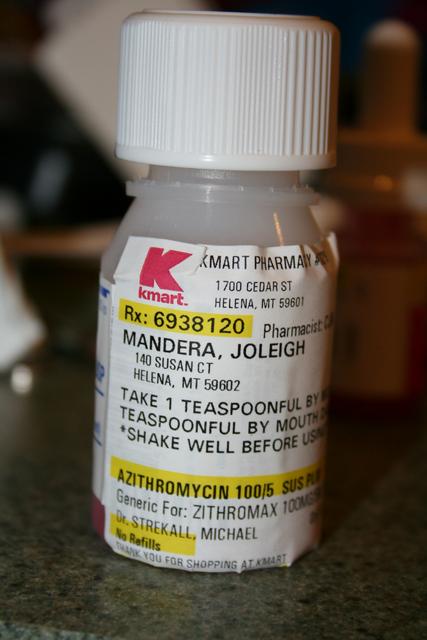 K
kmart.
KMART PHARMACY
1700 CEDAR ST
HELENA, MT 59601
Rx: 6938120 Pharmacist:
MANDERA, JOLEIGH
140 SUSAN CT
HELENA, MT 59602
TAKE 1 TEASPOONFUL BY
TEASPOONFUL BY MOUTH
*SHAKE WELL BEFORE
AZITHROMYCIN 100/5 SUS
Generic For: ZITHROMAX
Dr. STREKALL, MICHAEL
No Refills
THANK YOU FOR SHOPPING AT KMART